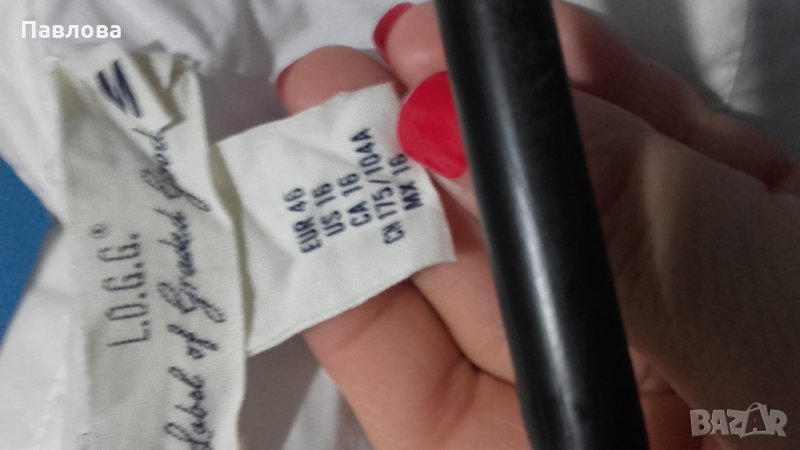 Павлова
L.O.G.G.®
Label of Graded Goods
EUR 46
US 16
CA 16
CN 175/104A
MX 16
BAZAR